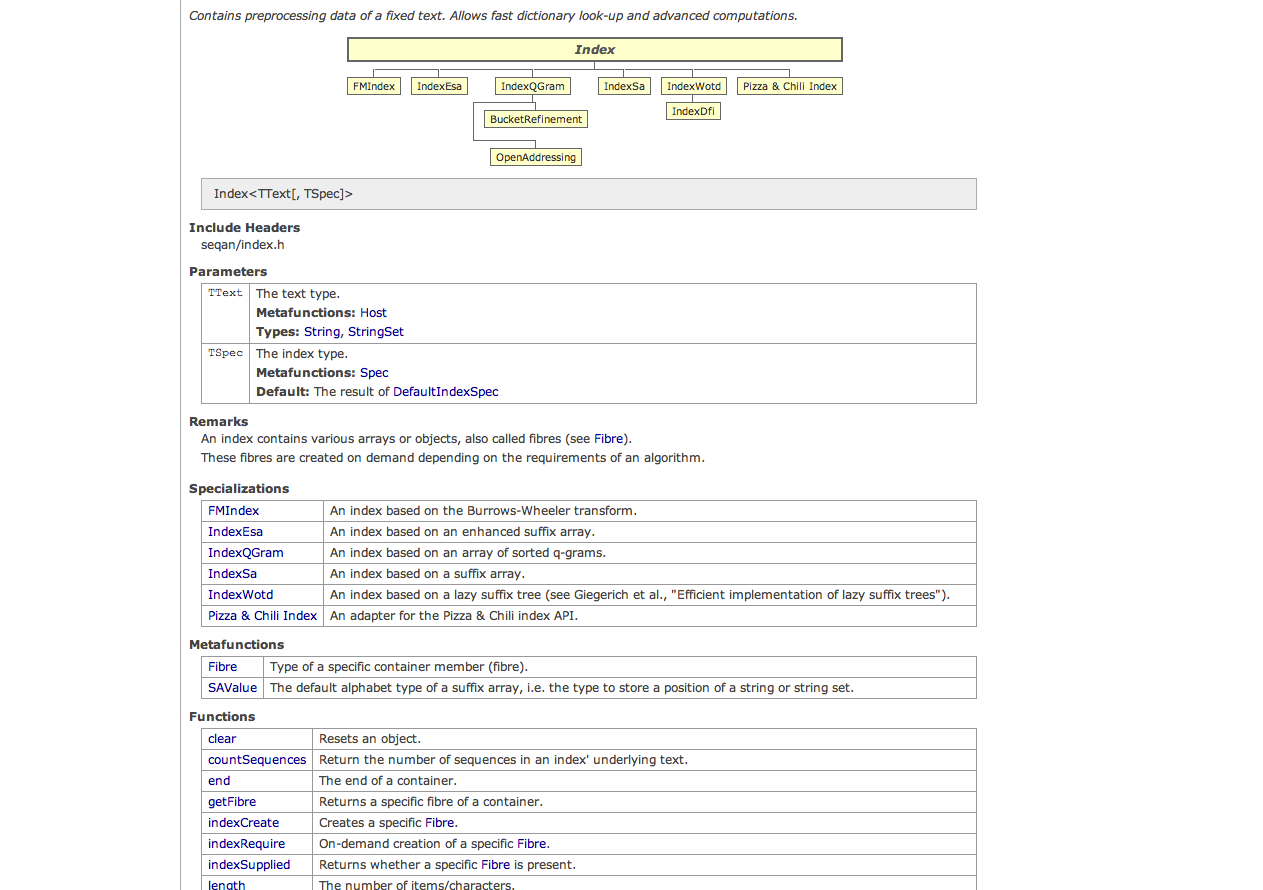 Contains preprocessing data of a fixed text. Allows fast dictionary look-up and advanced computations.
Index
FMIndex IndexEsa IndexQGram IndexSa IndexWotd Pizza & Chili Index
BucketRefinement IndexDfi
OpenAddressing
Index<TText[, TSpec]>
Include Headers
seqan/index.h
Parameters
TText The text type.
Metafunctions: Host
Types: String, StringSet
TSpec The index type.
Metafunctions: Spec
Default: The result of DefaultIndexSpec
Remarks
An index contains various arrays or objects, also called fibres (see Fibre).
These fibres are created on demand depending on the requirements of an algorithm.
Specializations
FMIndex An index based on the Burrows-Wheeler transform.
IndexEsa An index based on an enhanced suffix array.
IndexQGram An index based on an array of sorted q-grams.
IndexSa An index based on a suffix array.
IndexWotd An index based on a lazy suffix tree (see Giegerich et al., "Efficient implementation of lazy suffix trees").
Pizza & Chili Index An adapter for the Pizza & Chili index API.
Metafunctions
Fibre Type of a specific container member (fibre).
SAValue The default alphabet type of a suffix array, i.e. the type to store a position of a string or string set.
Functions
clear Resets an object.
countSequences Return the number of sequences in an index' underlying text.
end The end of a container.
getFibre Returns a specific fibre of a container.
indexCreate Creates a specific Fibre.
indexRequire On-demand creation of a specific Fibre.
indexSupplied Returns whether a specific Fibre is present.
length The number of items/characters.